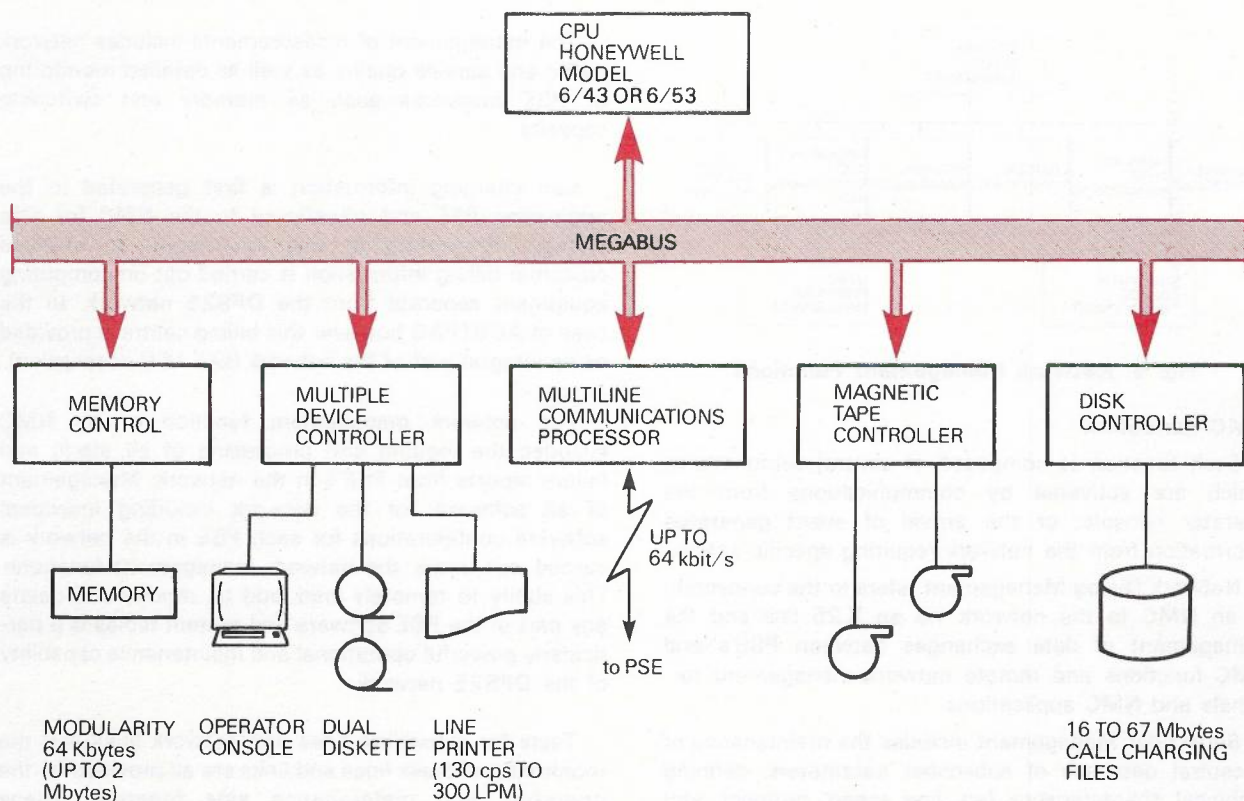 CPU
HONEYWELL
MODEL
6/43 OR 6/53
MEGABUS
MEMORY
CONTROL
MULTIPLE
DEVICE
CONTROLLER
MULTILINE
COMMUNICATIONS
PROCESSOR
MAGNETIC
TAPE
CONTROLLER
DISK
CONTROLLER
MEMORY
UP TO
64 kbit/s
to PSE
MODULARITY
64 Kbytes
(UP TO 2
Mbytes)
OPERATOR
CONSOLE
DUAL
DISKETTE
LINE
PRINTER
(130 cpS TO
300 LPM)
16 TO 67 Mbytes
CALL CHARGING
FILES